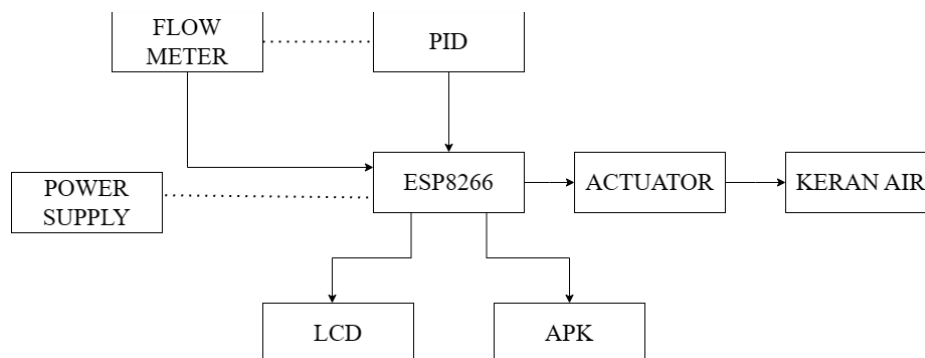 FLOW
METER
PID
ESP8266
ACTUATOR
KERAN AIR
POWER
SUPPLY
LCD
APK